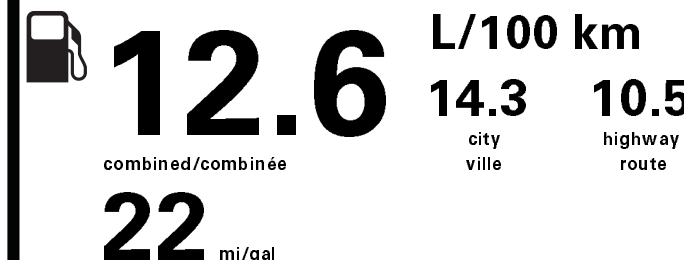 12.6
L/100 km
14.3
10.5
city
highway
ville
route
combined/combinée
22 mi/gal